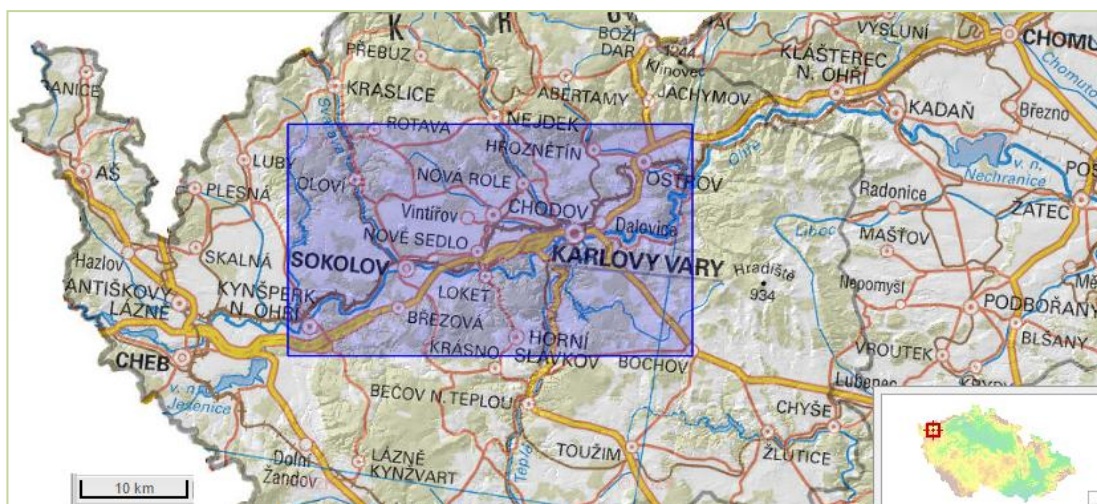 VÝSLUNÍ
CHOMU
BOŽÍ
DAR
1244
Klínovec
KLÁŠTEREC
N. OHŘÍ
PŘEBUZ
ABERTAMY
JÁCHYMOV
Chomuto
KRASLICE
NEJDEK
KADAŇ
Březno
Svatava
ROTAVA
HROZNĚTÍN
Ohře
LUBY
OSTROV
v. n.
Nechranice
AŠ
PLESNÁ
OLOVÍ
NOVÁ ROLE
Radonice
Vintířov
CHODOV
Dalovice
ŽATEC
Liboc
MAŠŤOV
SKALNÁ
NOVÉ SEDLO
KARLOVY VARY
Hazlov
SOKOLOV
Hradiště
934
Nepomyšl
ANTIŠKOVY
LÁZNĚ
KYNŠPERK
N. OHŘÍ
LOKET
PODBOŘANY
BŘEZOVÁ
HORNÍ
SLAVKOV
BLŠANY
CHEB
KRÁSNO
BOCHOV
VROUTEK
v. n.
Jesenice
BEČOV N. TEPLOU
Lubenec
CHYŠE
Dolní
Žandov
LÁZNĚ
KYNŽVART
Teplá
TOUŽIM
ŽLUTICE
10 km